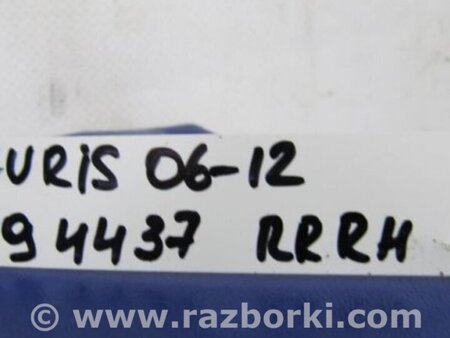 URIS 06-12
94437 RRRH
© www.razborki.com